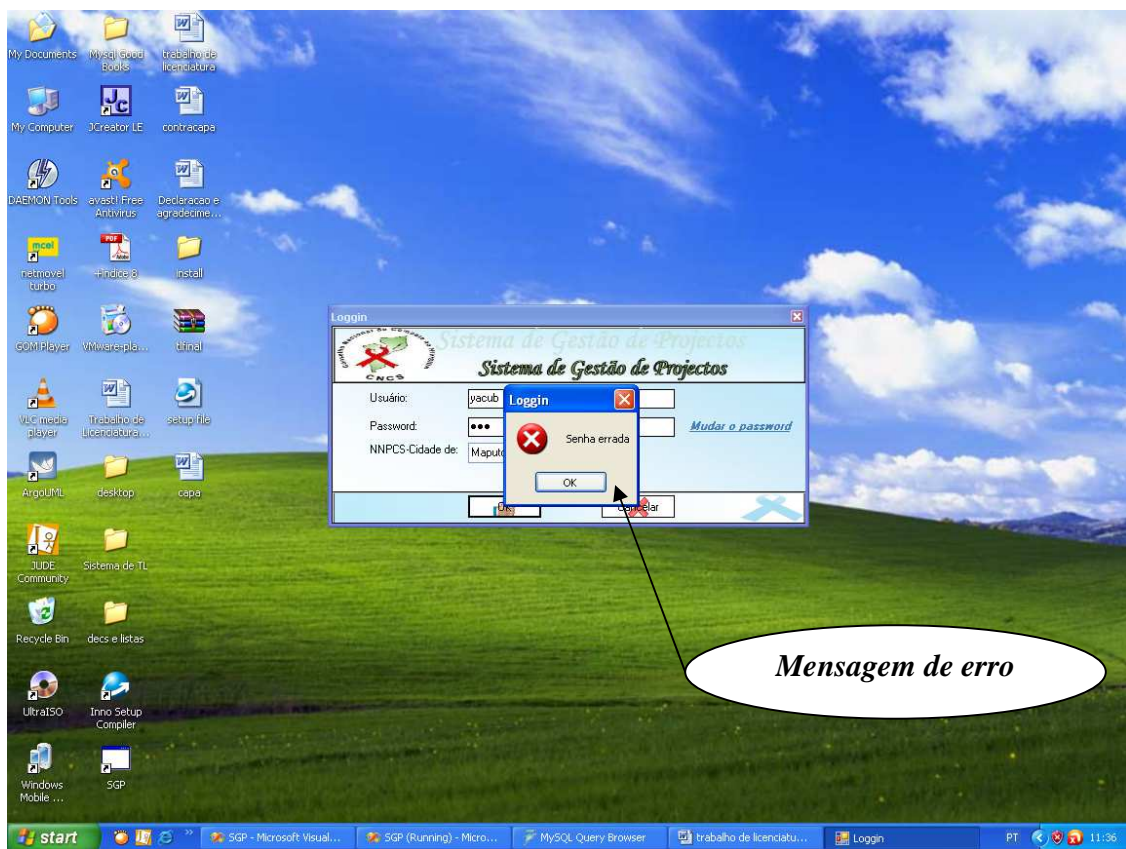 My Documents
Mysql Good Books
trabalho de licenciatura
My Computer
JCreator LE
contracapa
DAEMON Tools
avast! Free Antivirus
Declaracao e agradecime...
netmovel turbo
+Indice 8
install
GOM Player
VMware-pla...
tlfinal
VLC media player
Trabalho de Licenciatura...
setup file
ArgoUML
desktop
capa
JUDE Community
Sistema de TL
Recycle Bin
decs e listas
UltraISO
Inno Setup Compiler
Windows Mobile ...
SGP
Loggin
Sistema de Gestão de Projectos
Sistema de Gestão de Projectos
CNCS
Usuário:
yacub
Password:
•••
Mudar o password
NNPCS-Cidade de:
Maputo
OK
Cancelar
Loggin
Senha errada
OK
Mensagem de erro
start
SGP - Microsoft Visual...
SGP (Running) - Micro...
MySQL Query Browser
trabalho de licenciatu...
Loggin
PT
11:36